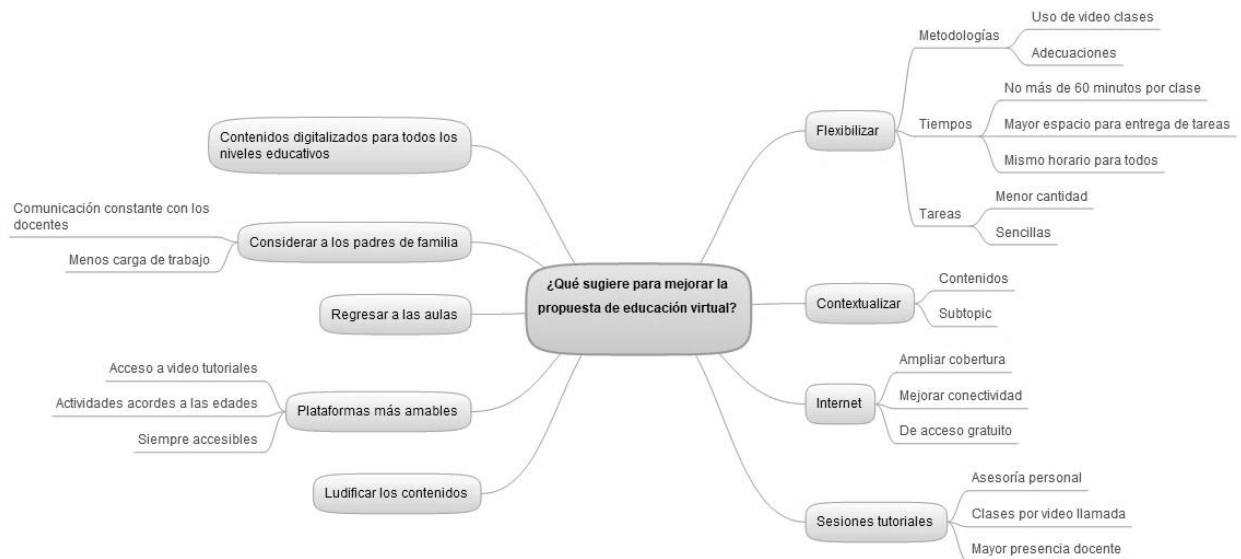 ¿Qué sugiere para mejorar la
propuesta de educación virtual?
Flexibilizar
Metodologías
Uso de video clases
Adecuaciones
Tiempos
No más de 60 minutos por clase
Mayor espacio para entrega de tareas
Mismo horario para todos
Tareas
Menor cantidad
Sencillas
Contextualizar
Contenidos
Subtopic
Internet
Ampliar cobertura
Mejorar conectividad
De acceso gratuito
Sesiones tutoriales
Asesoría personal
Clases por video llamada
Mayor presencia docente
Contenidos digitalizados para todos los
niveles educativos
Considerar a los padres de familia
Comunicación constante con los
docentes
Menos carga de trabajo
Regresar a las aulas
Plataformas más amables
Acceso a video tutoriales
Actividades acordes a las edades
Siempre accesibles
Ludificar los contenidos